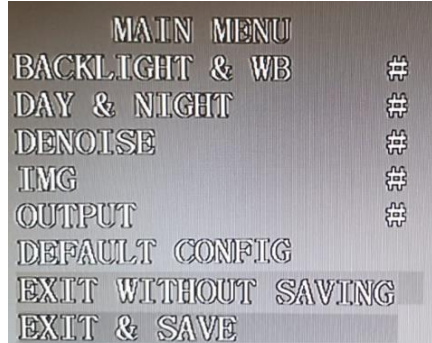 MAIN MENU
BACKLIGHT & WB #
DAY & NIGHT #
DENOISE #
IMG #
OUTPUT #
DEFAULT CONFIG
EXIT WITHOUT SAVING
EXIT & SAVE